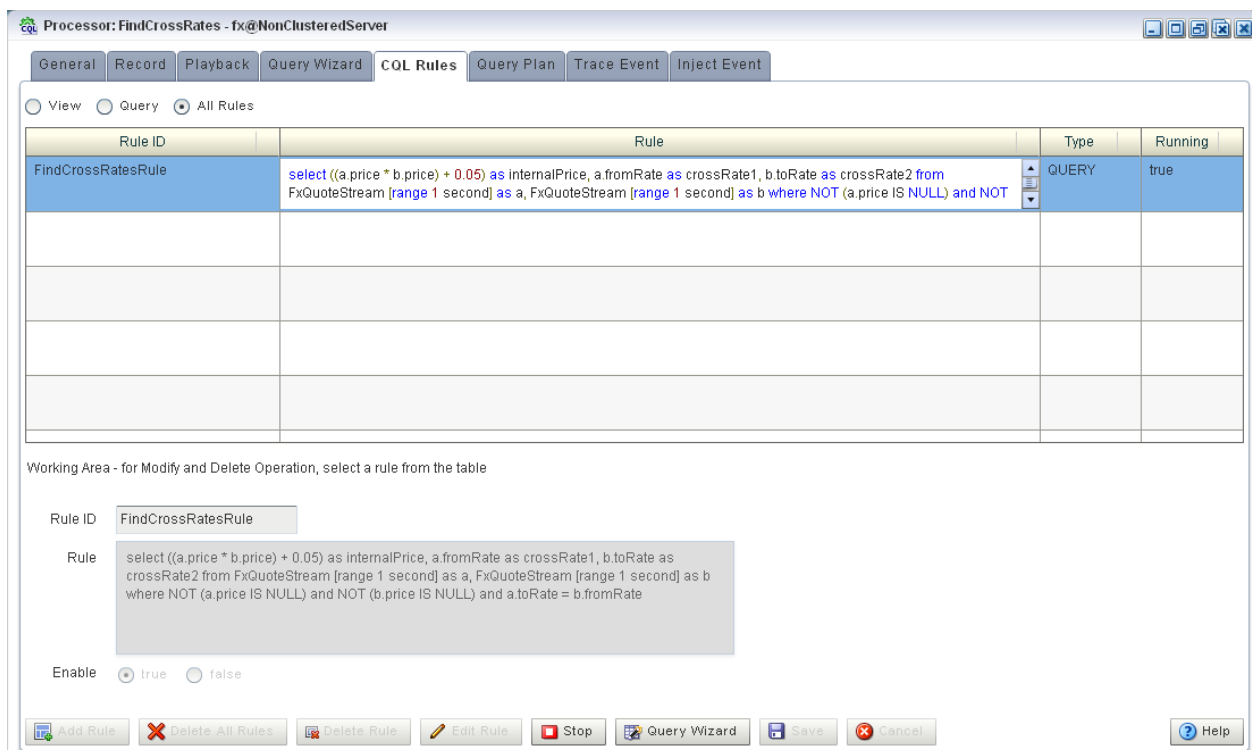 Processor: FindCrossRates - fx@NonClusteredServer
General Record Playback Query Wizard CQL Rules Query Plan Trace Event Inject Event
View Query All Rules
Rule ID Rule Type Running
FindCrossRatesRule select ((a.price * b.price) + 0.05) as internalPrice, a.fromRate as crossRate1, b.toRate as crossRate2 from QUERY true
FxQuoteStream [range 1 second] as a, FxQuoteStream [range 1 second] as b where NOT (a.price IS NULL) and NOT
Working Area - for Modify and Delete Operation, select a rule from the table
Rule ID FindCrossRatesRule
Rule select ((a.price * b.price) + 0.05) as internalPrice, a.fromRate as crossRate1, b.toRate as
crossRate2 from FxQuoteStream [range 1 second] as a, FxQuoteStream [range 1 second] as b
where NOT (a.price IS NULL) and NOT (b.price IS NULL) and a.toRate = b.fromRate
Enable true false
Add Rule Delete All Rules Delete Rule Edit Rule Stop Query Wizard Save Cancel Help